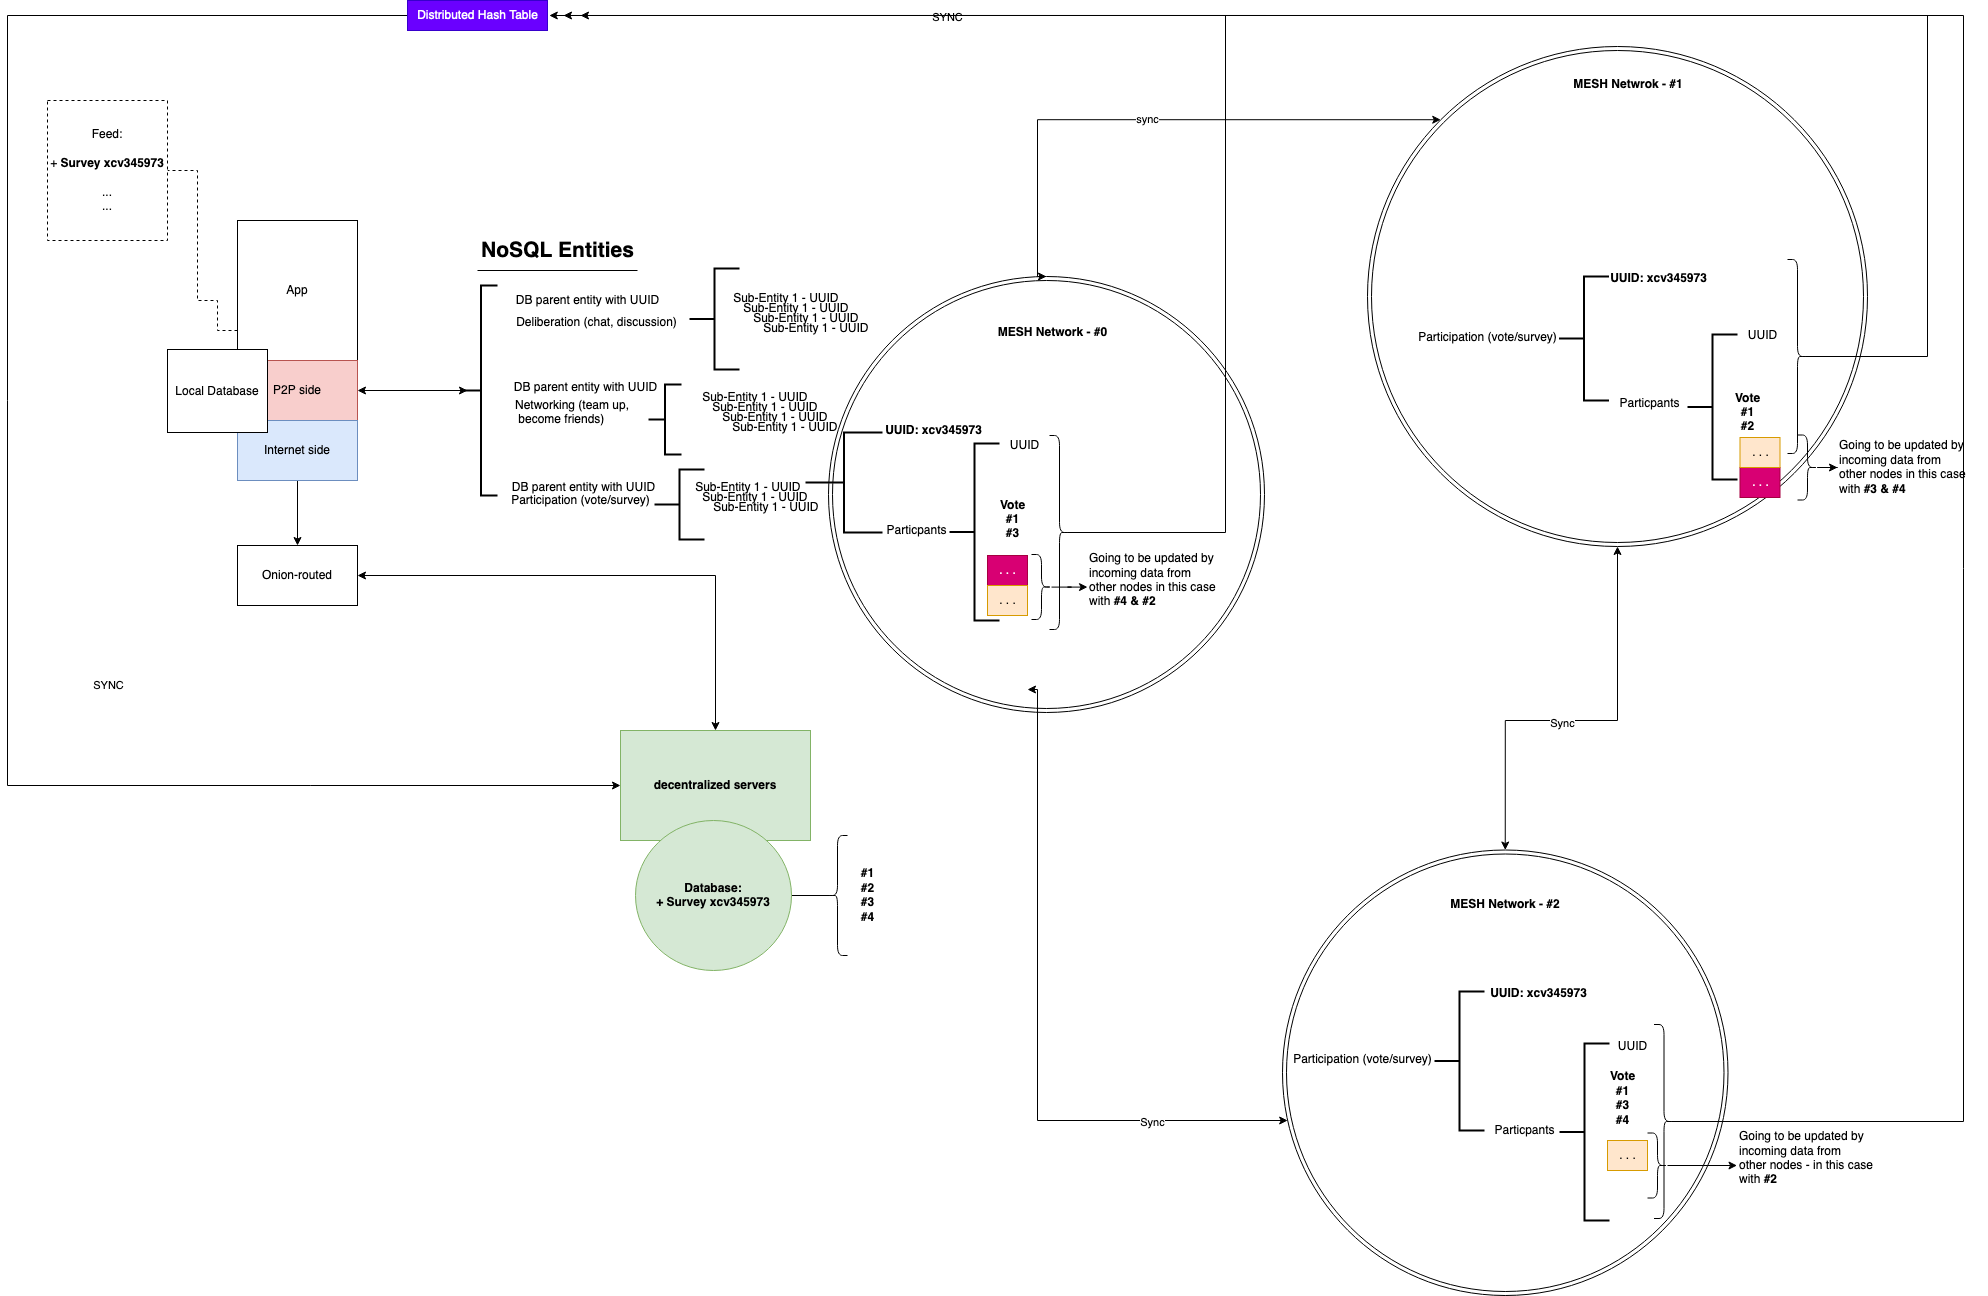 Distributed Hash Table
SYNC
MESH Netwrok - #1
Feed:
+ Survey xcv345973
...
...
sync
App
NoSQL Entities
DB parent entity with UUID
Deliberation (chat, discussion)
Sub-Entity 1 - UUID
Sub-Entity 1 - UUID
Sub-Entity 1 - UUID
Sub-Entity 1 - UUID
Local Database
P2P side
Internet side
DB parent entity with UUID
Networking (team up,
become friends)
Sub-Entity 1 - UUID
Sub-Entity 1 - UUID
Sub-Entity 1 - UUID
Sub-Entity 1 - UUID
DB parent entity with UUID
Participation (vote/survey)
Sub-Entity 1 - UUID
Sub-Entity 1 - UUID
Sub-Entity 1 - UUID
MESH Network - #0
UUID: xcv345973
UUID
Particpants
Vote
#1
#3
...
...
Going to be updated by
incoming data from
other nodes in this case
with #4 & #2
UUID: xcv345973
Participation (vote/survey)
UUID
Particpants
Vote
#1
#2
...
...
Going to be updated by
incoming data from
other nodes in this case
with #3 & #4
Onion-routed
SYNC
decentralized servers
Database:
+ Survey xcv345973
#1
#2
#3
#4
Sync
Sync
MESH Network - #2
UUID: xcv345973
Participation (vote/survey)
UUID
Particpants
Vote
#1
#3
#4
...
Going to be updated by
incoming data from
other nodes - in this case
with #2